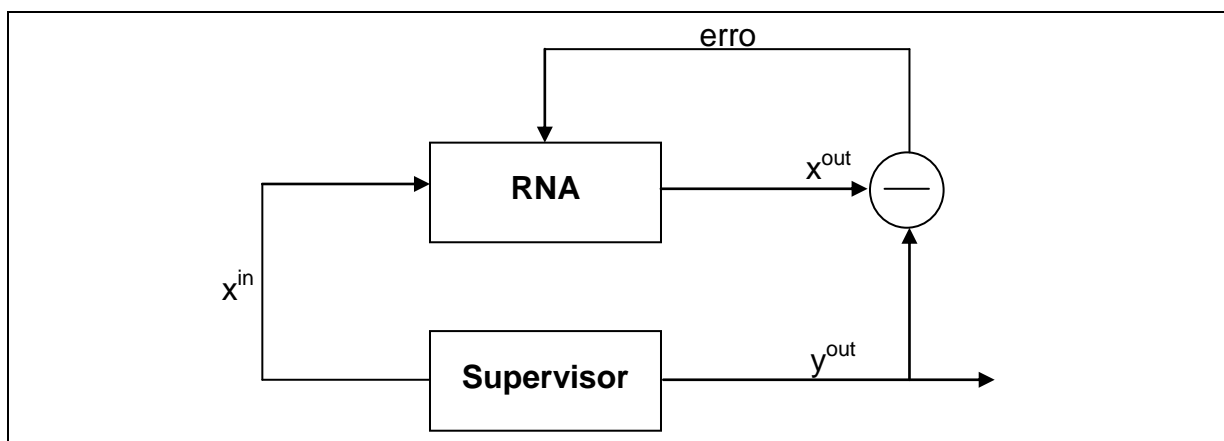 erro
RNA
x^out
—
x^in
Supervisor
y^out